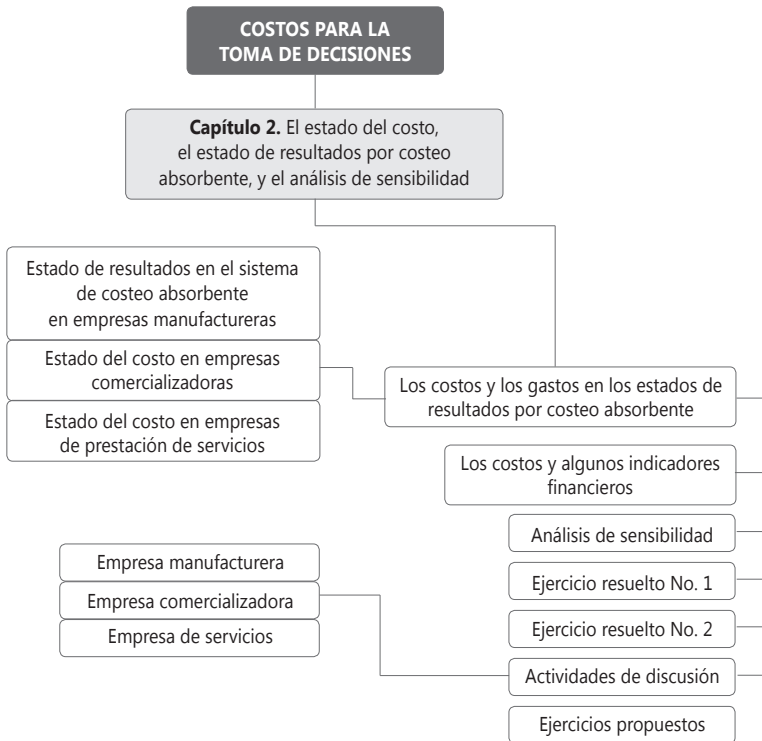 COSTOS PARA LA
TOMA DE DECISIONES
Capítulo 2. El estado del costo,
el estado de resultados por costeo
absorbente, y el análisis de sensibilidad
Estado de resultados en el sistema
de costeo absorbente
en empresas manufactureras
Estado del costo en empresas
comercializadoras
Estado del costo en empresas
de prestación de servicios
Los costos y los gastos en los estados de
resultados por costeo absorbente
Los costos y algunos indicadores
financieros
Análisis de sensibilidad
Ejercicio resuelto No. 1
Ejercicio resuelto No. 2
Actividades de discusión
Ejercicios propuestos
Empresa manufacturera
Empresa comercializadora
Empresa de servicios